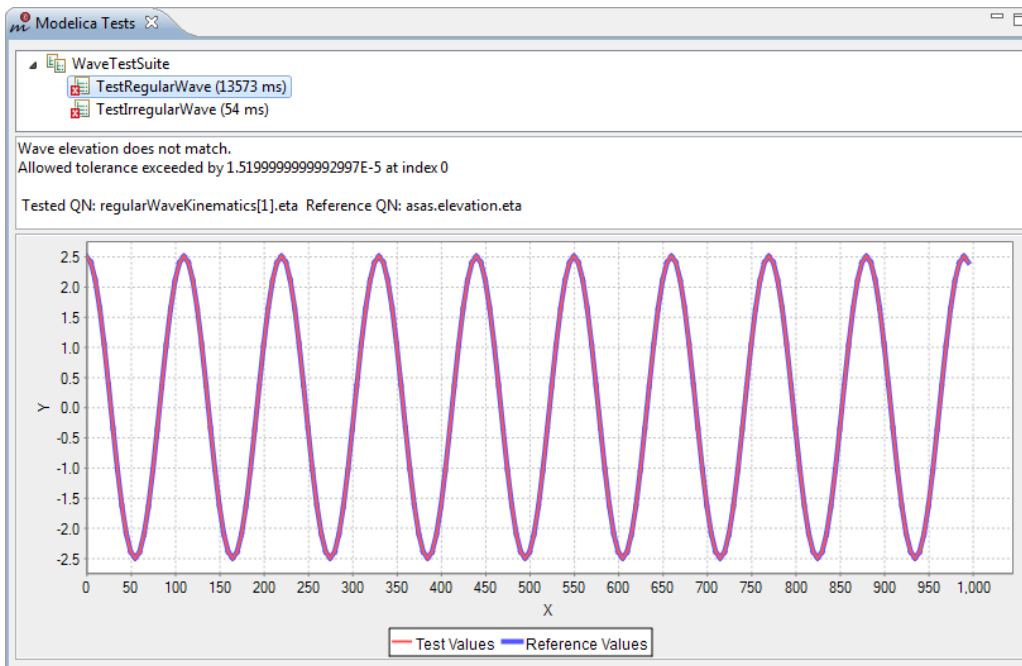 Modelica Tests
WaveTestSuite
TestRegularWave (13573 ms)
TestIrregularWave (54 ms)
Wave elevation does not match.
Allowed tolerance exceeded by 1.5199999999992997E-5 at index 0
Tested QN: regularWaveKinematics[1].eta Reference QN: asas.elevation.eta
2.5
2.0
1.5
1.0
0.5
0.0
-0.5
-1.0
-1.5
-2.0
-2.5
Y
0 50 100 150 200 250 300 350 400 450 500 550 600 650 700 750 800 850 900 950 1,000
X
Test Values Reference Values